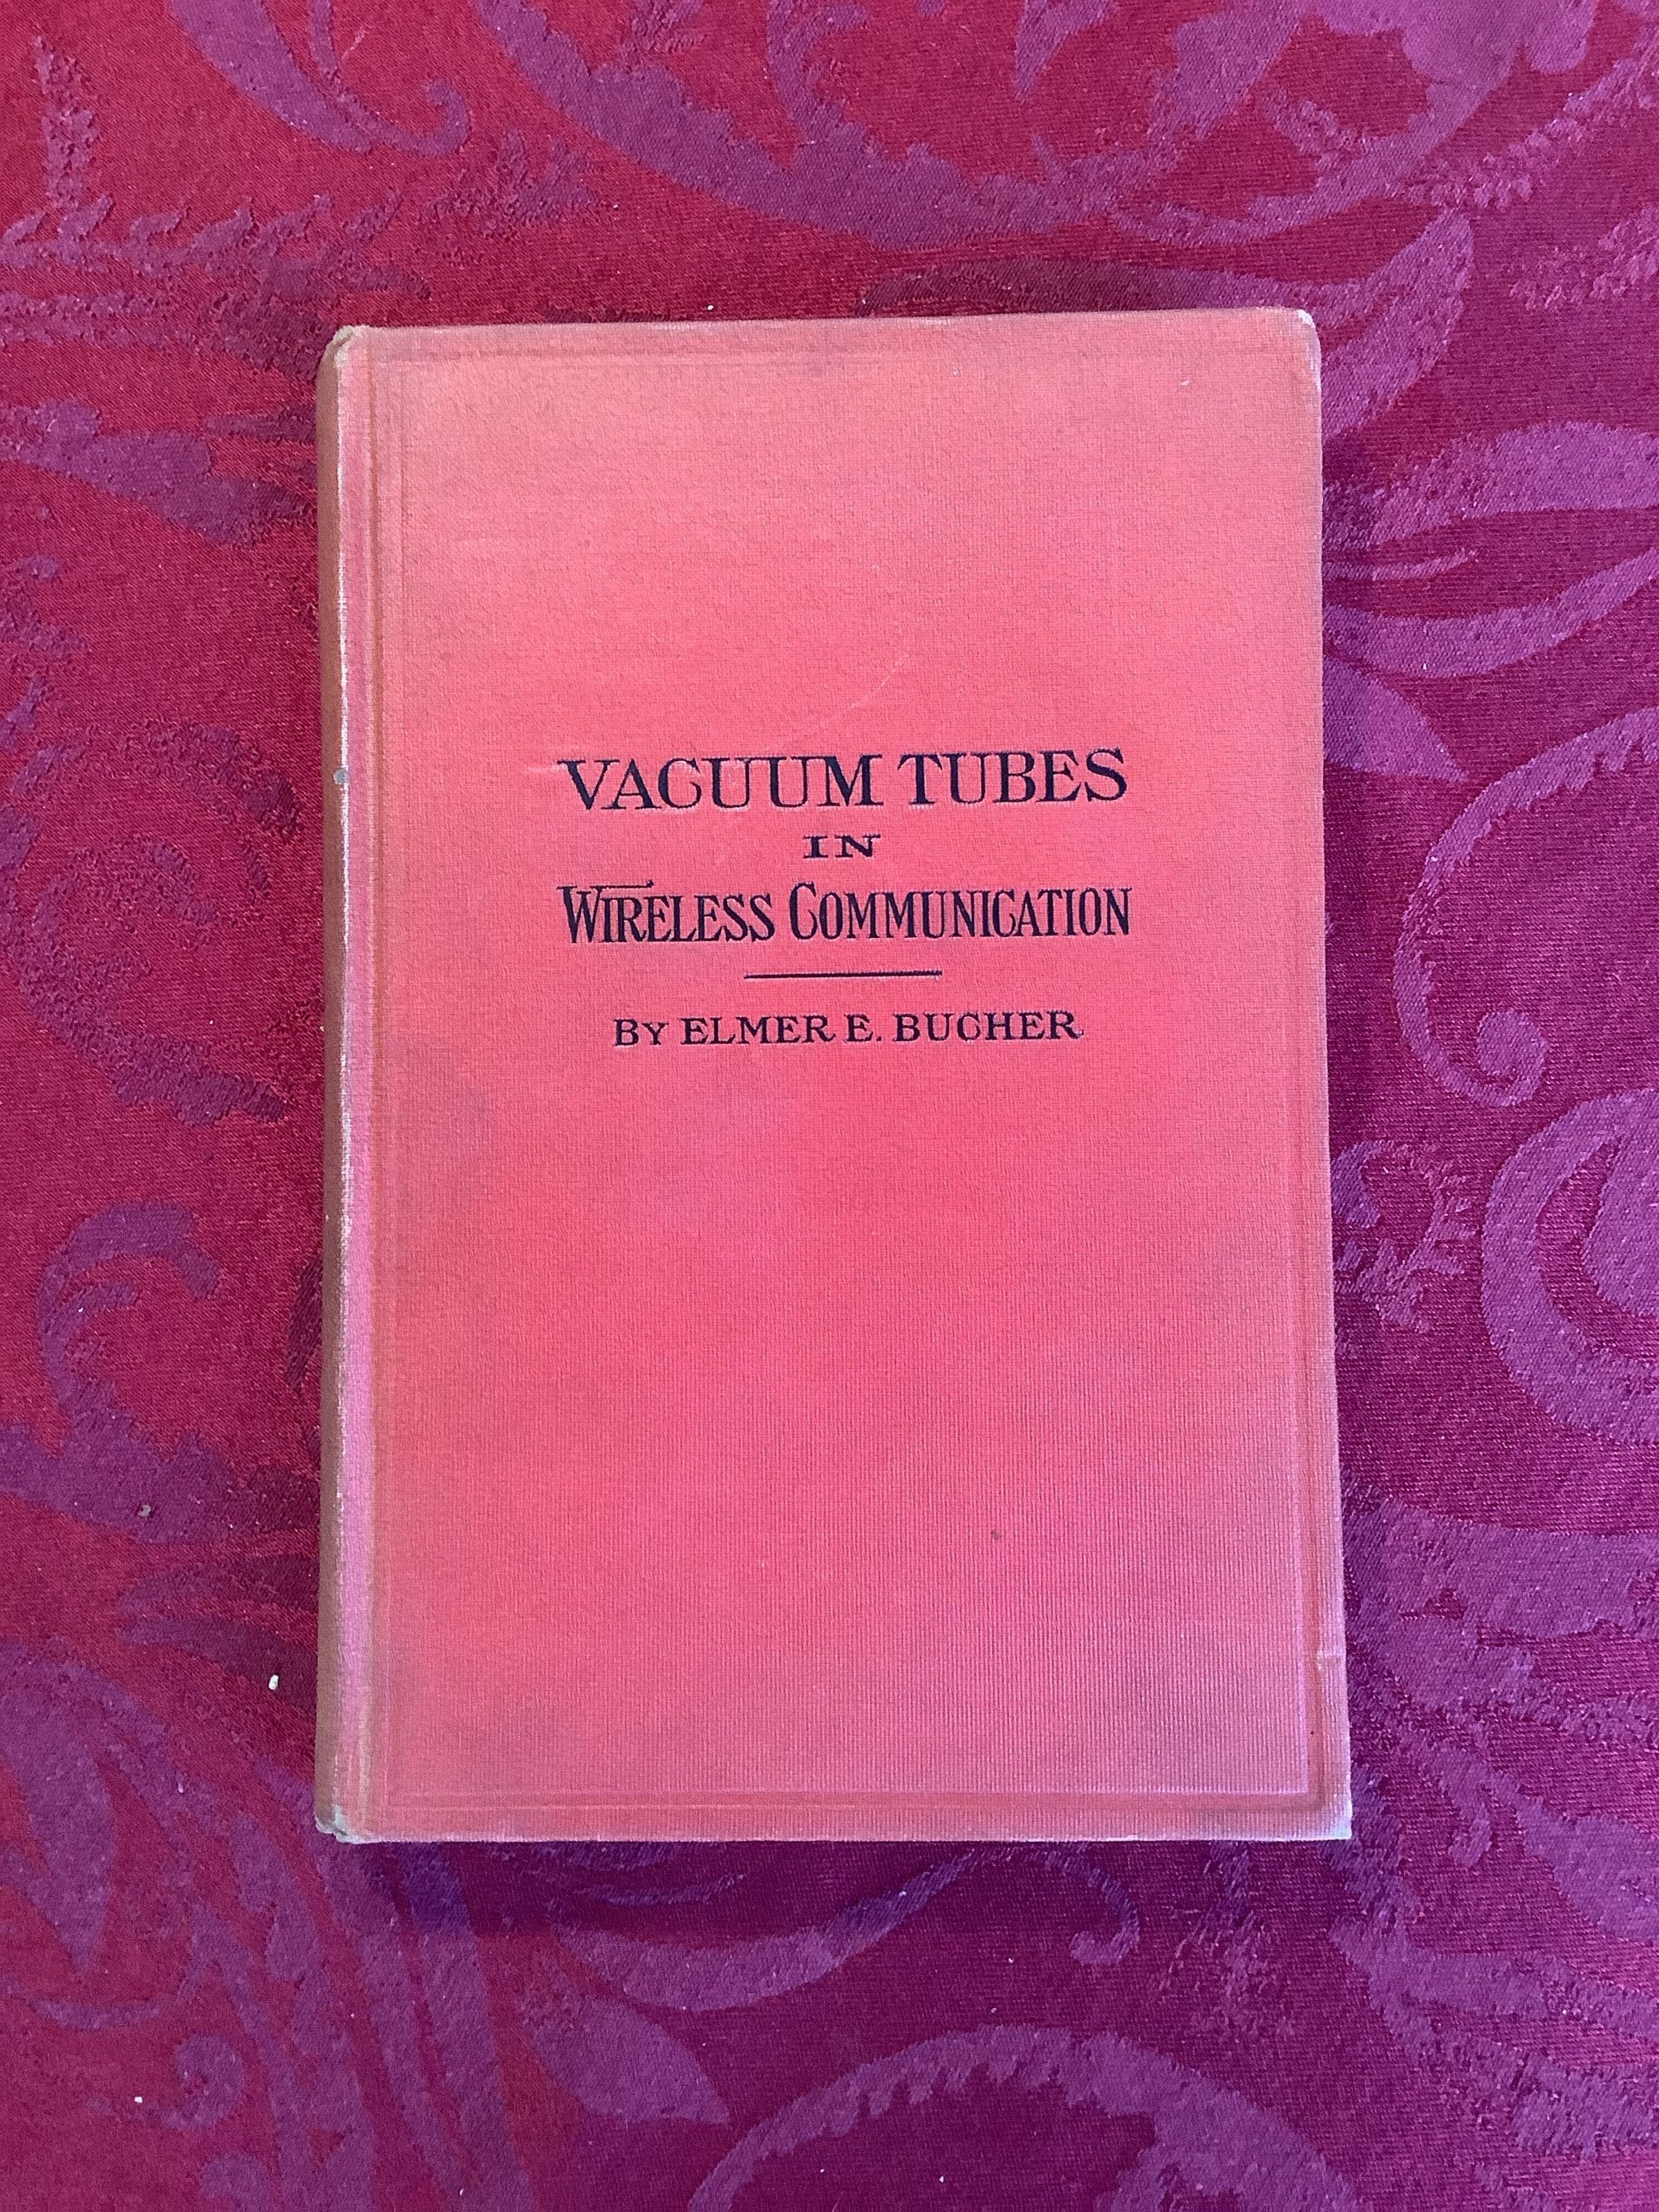 VACUUM TUBES
IN
WIRELESS COMMUNICATION
BY ELMER E. BUCHER